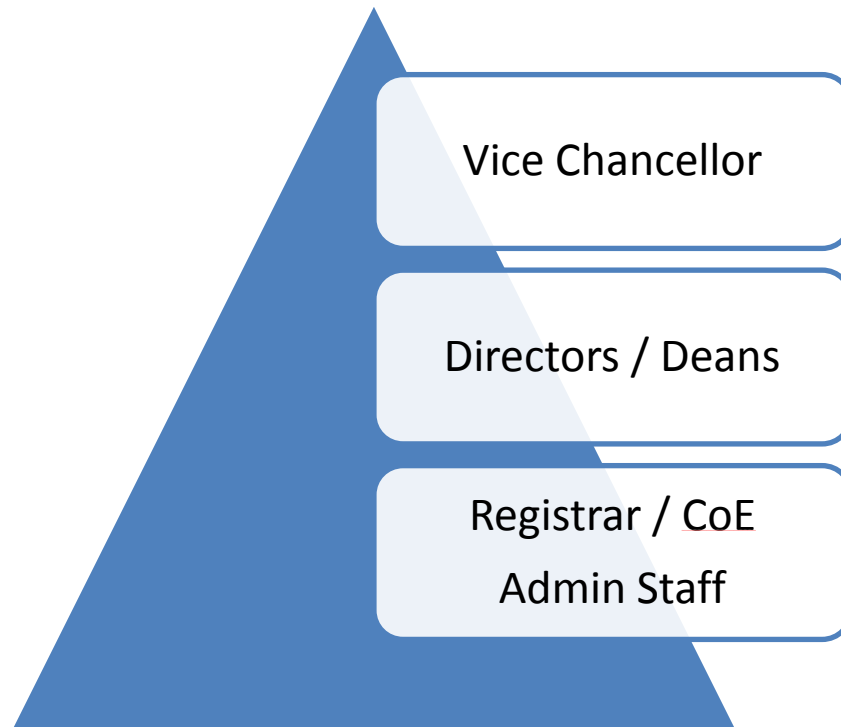 Vice Chancellor
Directors / Deans
Registrar / CoE
Admin Staff